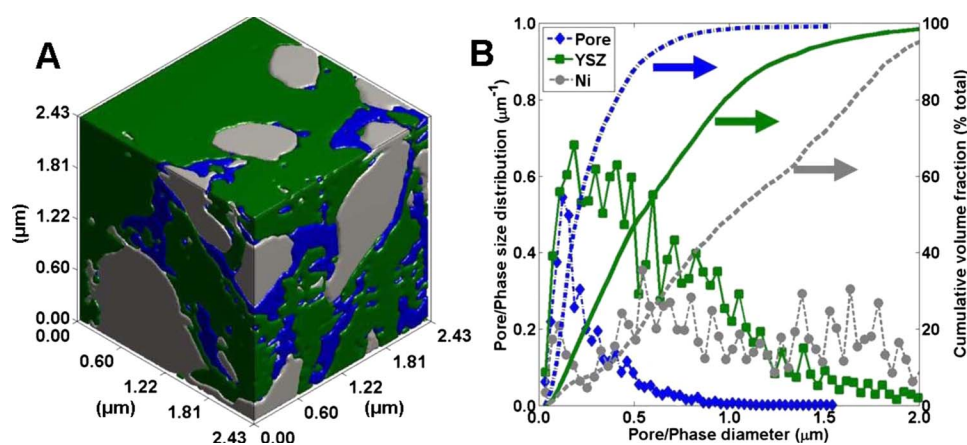 A
2.43
1.81
1.22
0.60
0.00
(μm)
0.00
0.60
1.22
1.81
2.43
(μm)
0.00
0.60
1.22
1.81
2.43
(μm)
B
Pore
YSZ
Ni
1.0
0.8
0.6
0.4
0.2
0.0
Pore/Phase size distribution (μm-1)
100
80
60
40
20
0
Cumulative volume fraction (% total)
0.0
0.5
1.0
1.5
2.0
Pore/Phase diameter (μm)